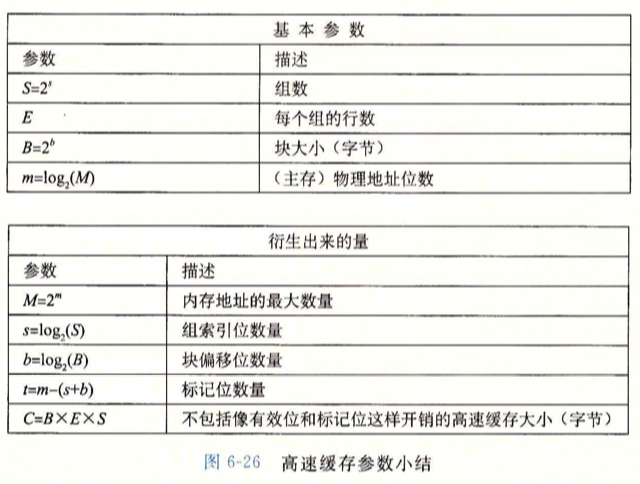 基本参数
参数 描述
S=2^s 组数
E 每个组的行数
B=2^b 块大小（字节）
m=log₂(M) （主存）物理地址位数
衍生出来的量
参数 描述
M=2^m 内存地址的最大数量
s=log₂(S) 组索引位数量
b=log₂(B) 块偏移位数量
t=m−(s+b) 标记位数量
C=B×E×S 不包括像有效位和标记位这样开销的高速缓存大小（字节）
图 6-26 高速缓存参数小结